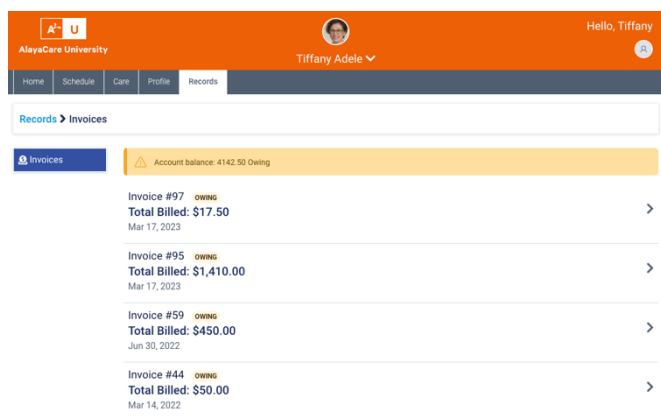 A²ᴸ U
AlayaCare University
Tiffany Adele
Hello, Tiffany
Home Schedule Care Profile Records
Records > Invoices
Invoices
Account balance: 4142.50 Owing
Invoice #97 OWING
Total Billed: $17.50
Mar 17, 2023
Invoice #95 OWING
Total Billed: $1,410.00
Mar 17, 2023
Invoice #59 OWING
Total Billed: $450.00
Jun 30, 2022
Invoice #44 OWING
Total Billed: $50.00
Mar 14, 2022